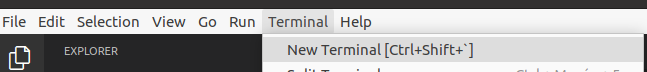 File Edit Selection View Go Run Terminal Help
EXPLORER
New Terminal [Ctrl+Shift+`]